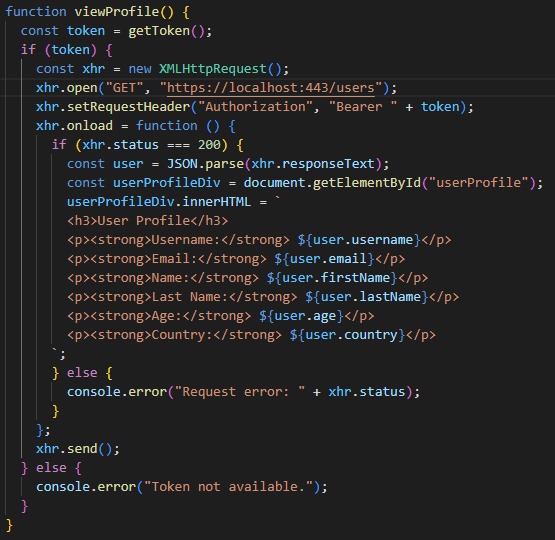 function viewProfile() {
  const token = getToken();
  if (token) {
    const xhr = new XMLHttpRequest();
    xhr.open("GET", "https://localhost:443/users");
    xhr.setRequestHeader("Authorization", "Bearer " + token);
    xhr.onload = function () {
      if (xhr.status === 200) {
        const user = JSON.parse(xhr.responseText);
        const userProfileDiv = document.getElementById("userProfile");
        userProfileDiv.innerHTML = `
        <h3>User Profile</h3>
        <p><strong>Username:</strong> ${user.username}</p>
        <p><strong>Email:</strong> ${user.email}</p>
        <p><strong>Name:</strong> ${user.firstName}</p>
        <p><strong>Last Name:</strong> ${user.lastName}</p>
        <p><strong>Age:</strong> ${user.age}</p>
        <p><strong>Country:</strong> ${user.country}</p>
      `;
      } else {
        console.error("Request error: " + xhr.status);
      }
    };
    xhr.send();
  } else {
    console.error("Token not available.");
  }
}